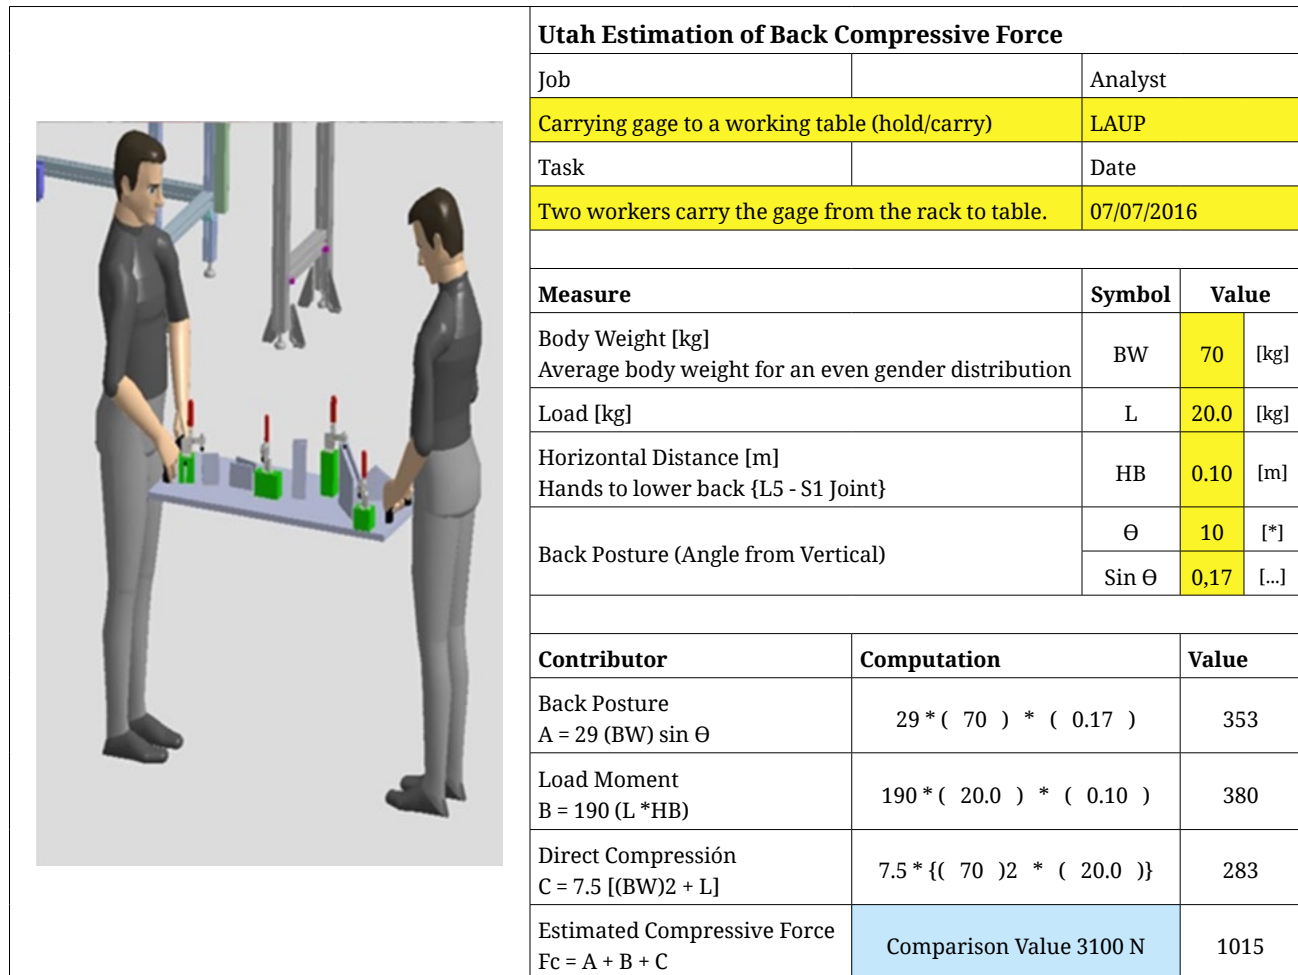 Utah Estimation of Back Compressive Force
Job Analyst
Carrying gage to a working table (hold/carry) LAUP
Task Date
Two workers carry the gage from the rack to table. 07/07/2016
Measure Symbol Value
Body Weight [kg]
Average body weight for an even gender distribution BW 70 [kg]
Load [kg] L 20.0 [kg]
Horizontal Distance [m]
Hands to lower back {L5 - S1 Joint} HB 0.10 [m]
Back Posture (Angle from Vertical) Ɵ 10 [*]
Sin Ɵ 0,17 [...]
Contributor Computation Value
Back Posture
A = 29 (BW) sin Ɵ 29 * ( 70 ) * ( 0.17 ) 353
Load Moment
B = 190 (L *HB) 190 * ( 20.0 ) * ( 0.10 ) 380
Direct Compressión
C = 7.5 [(BW)2 + L] 7.5 * {( 70 )2 * ( 20.0 )} 283
Estimated Compressive Force
Fc = A + B + C Comparison Value 3100 N 1015